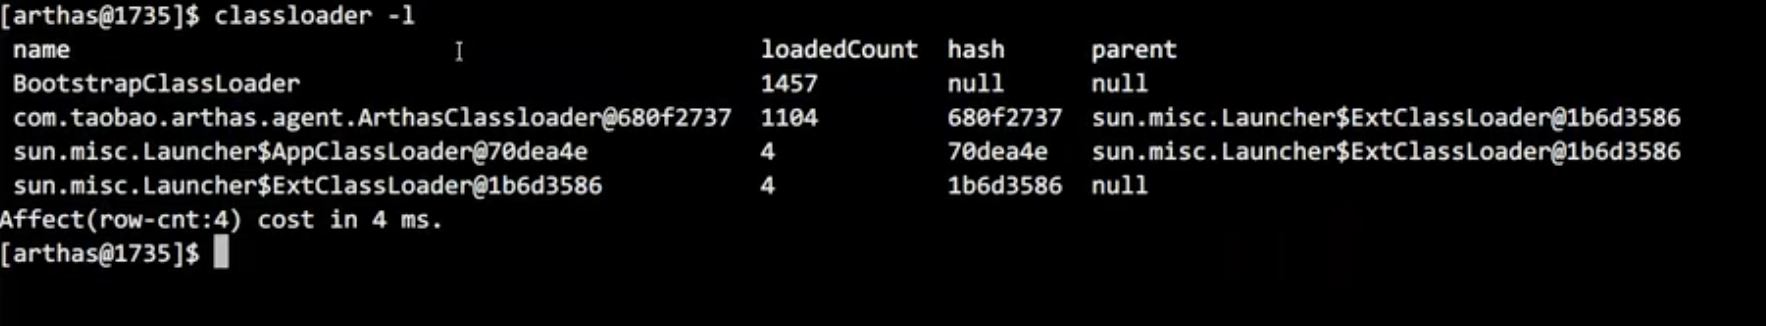 [arthas@1735]$ classloader -l
name loadedCount hash parent
BootstrapClassLoader 1457 null null
com.taobao.arthas.agent.ArthasClassloader@680f2737 1104 680f2737 sun.misc.Launcher$ExtClassLoader@1b6d3586
sun.misc.Launcher$AppClassLoader@70dea4e 4 70dea4e sun.misc.Launcher$ExtClassLoader@1b6d3586
sun.misc.Launcher$ExtClassLoader@1b6d3586 4 1b6d3586 null
Affect(row-cnt:4) cost in 4 ms.
[arthas@1735]$